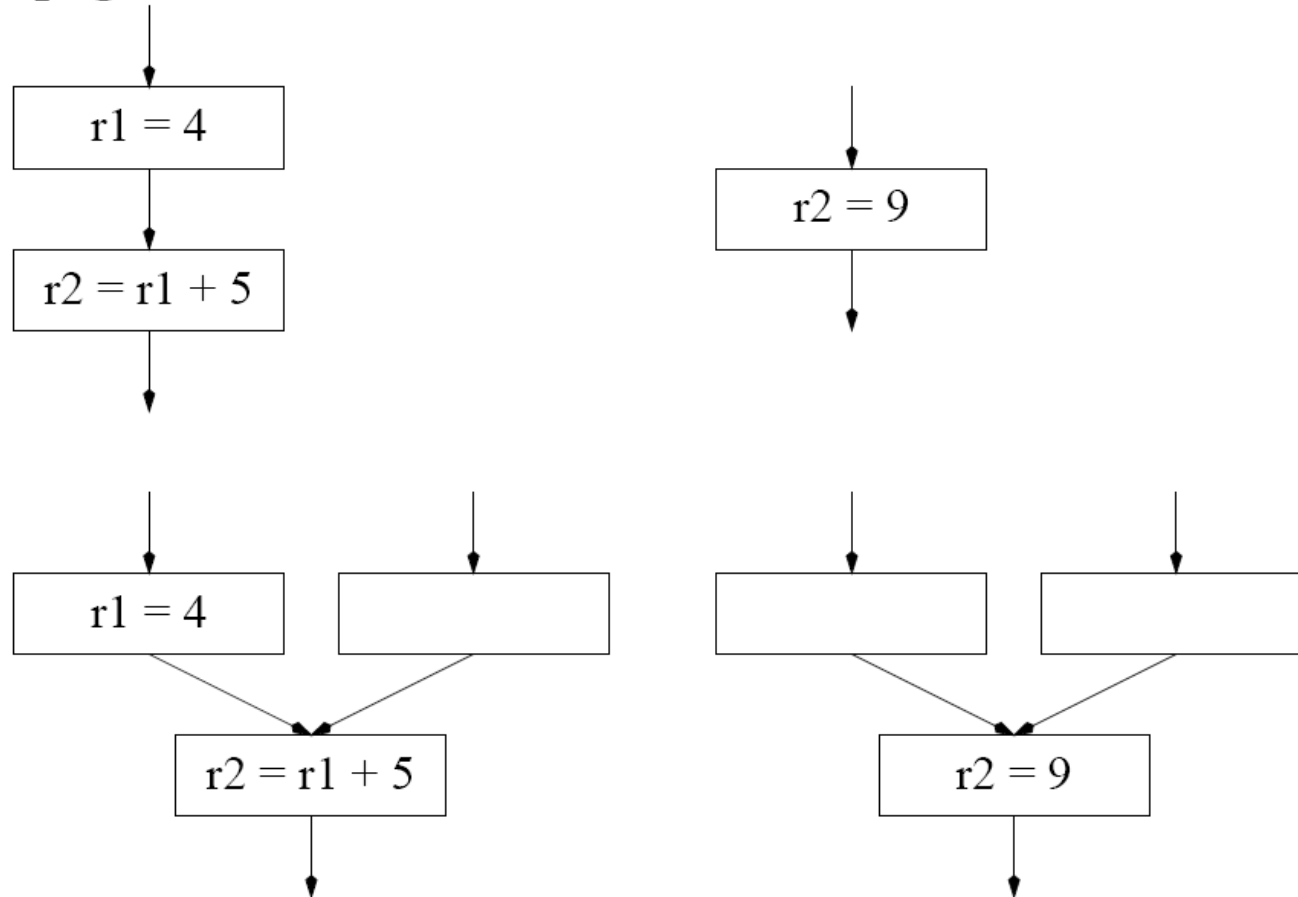 r1 = 4
r2 = r1 + 5
r2 = 9
r1 = 4
r2 = r1 + 5
r2 = 9